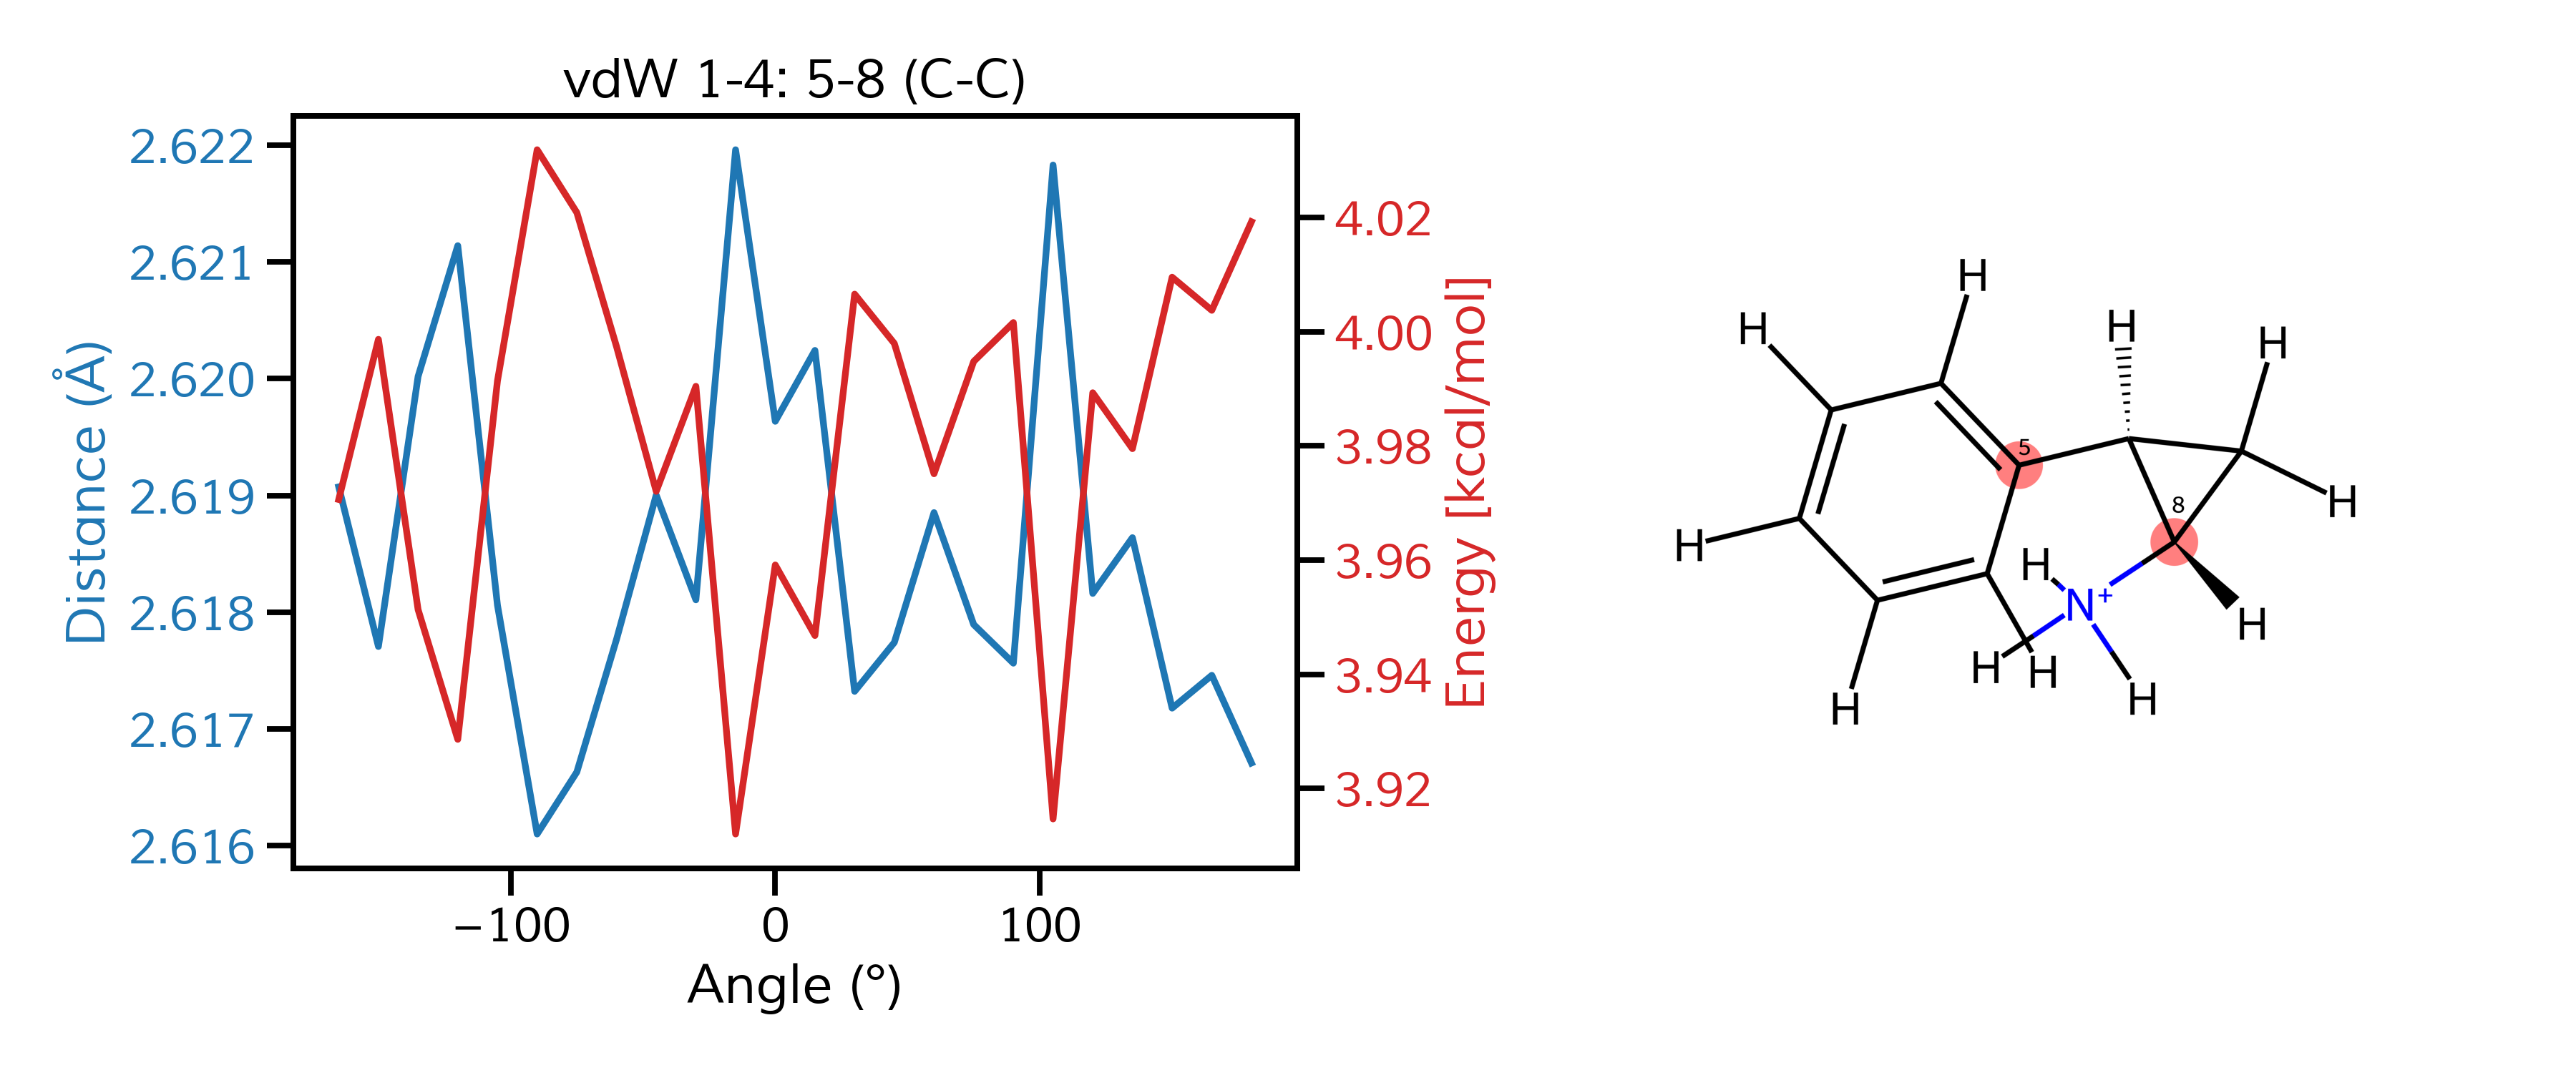 vdW 1-4: 5-8 (C-C)
Distance (Å)
2.622
2.621
2.620
2.619
2.618
2.617
2.616
−100
0
100
Angle (°)
4.02
4.00
3.98
3.96
3.94
3.92
Energy [kcal/mol]
H
H
H
H
H
5
H
8
H
H
N+
H
H
H
H
H